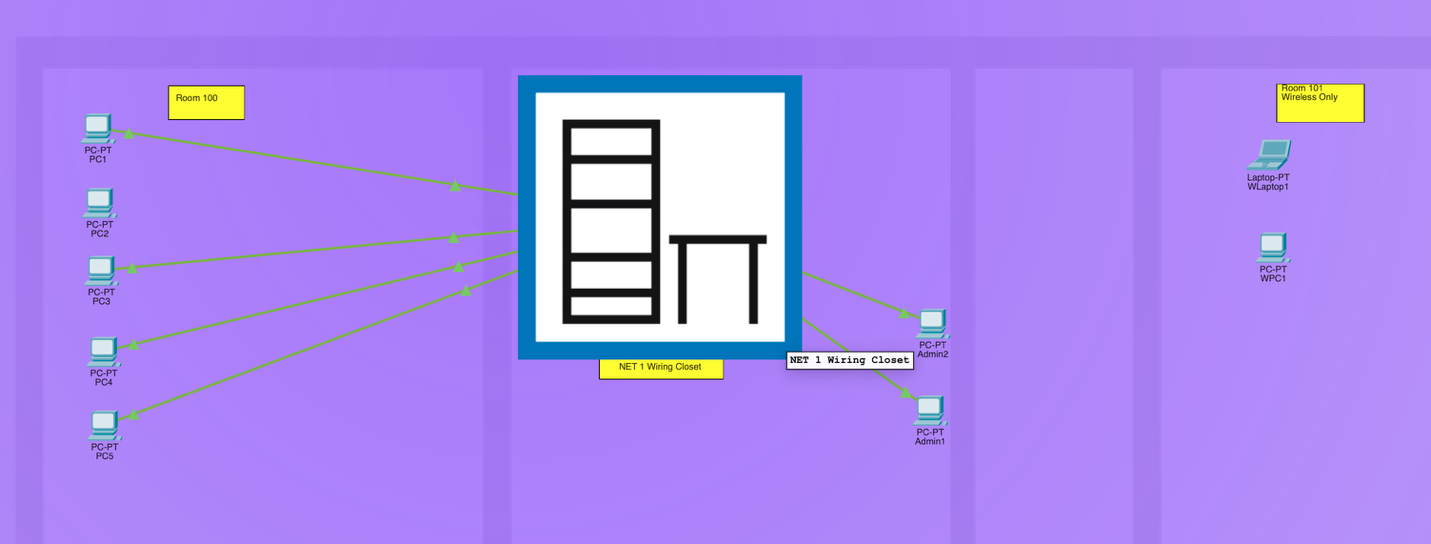 Room 100
PC-PT
PC1
PC-PT
PC2
PC-PT
PC3
PC-PT
PC4
PC-PT
PC5
NET 1 Wiring Closet
NET 1 Wiring Closet
PC-PT
Admin2
PC-PT
Admin1
Room 101
Wireless Only
Laptop-PT
WLaptop1
PC-PT
WPC1